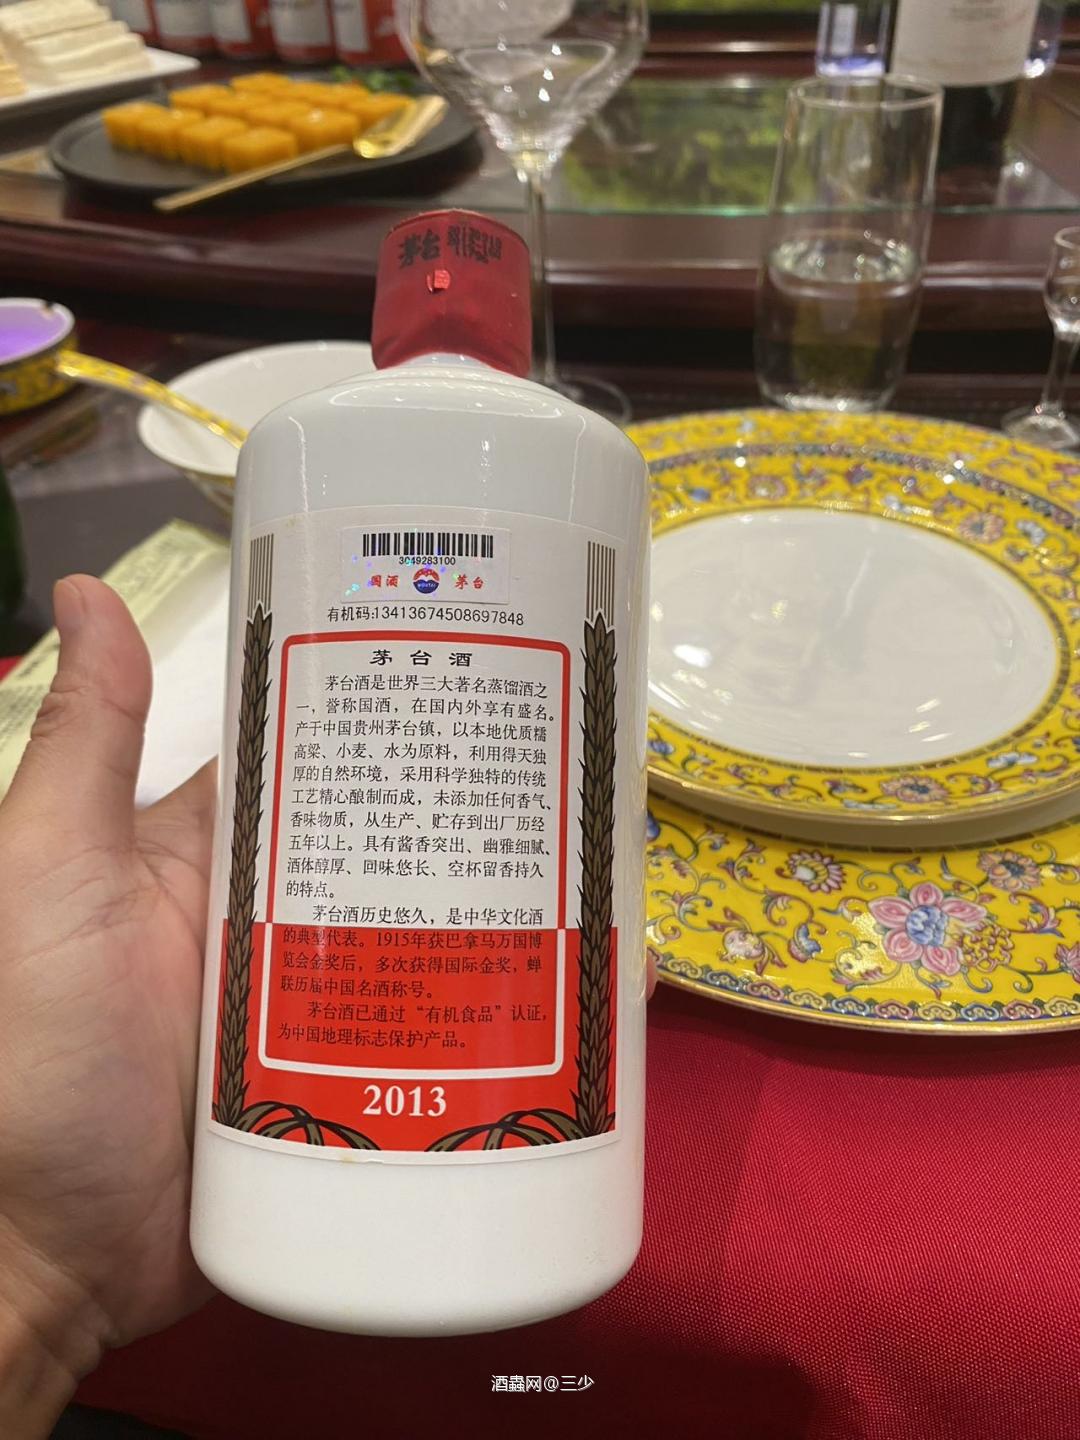 茅台
3049283100
国酒 茅台
有机码:13413674508697848
茅台酒
茅台酒是世界三大著名蒸馏酒之
一，誉称国酒，在国内外享有盛名。
产于中国贵州茅台镇，以本地优质糯
高粱、小麦、水为原料，利用得天独
厚的自然环境，采用科学独特的传统
工艺精心酿制而成，未添加任何香气、
香味物质，从生产、贮存到出厂历经
五年以上。具有酱香突出、幽雅细腻、
酒体醇厚、回味悠长、空杯留香持久
的特点。
茅台酒历史悠久，是中华文化酒
的典型代表。1915年获巴拿马万国博
览会金奖后，多次获得国际金奖，蝉
联历届中国名酒称号。
茅台酒已通过“有机食品”认证，
为中国地理标志保护产品。
2013
酒蟲网@三少